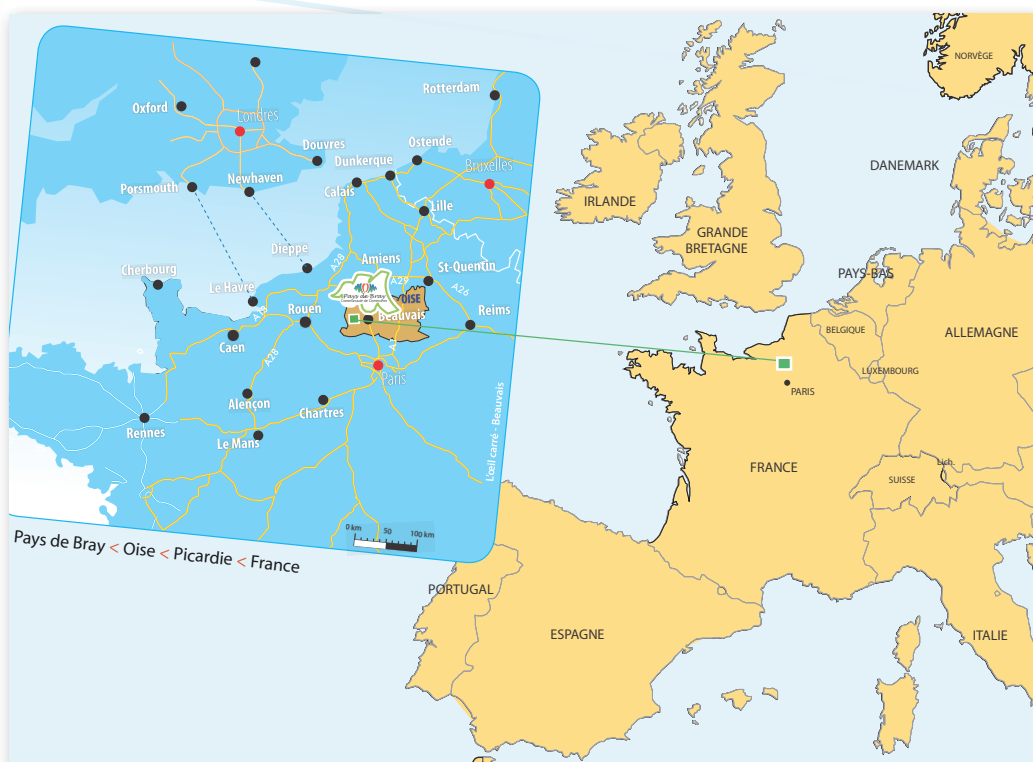 Rotterdam
Oxford
Londres
Douvres
Ostende
Dunkerque
Bruxelles
Porsmouth
Newhaven
Calais
Lille
Dieppe
A28
Amiens
A29
St-Quentin
A26
Cherbourg
Le Havre
A13
Pays de Bray
OISE
Rouen
Beauvais
Reims
Caen
A28
Paris
Alençon
Chartres
Rennes
Le Mans
L'œil carré - Beauvais
0 km 50 100 km
Pays de Bray < Oise < Picardie < France
NORVÈGE
DANEMARK
IRLANDE
GRANDE
BRETAGNE
PAYS-BAS
BELGIQUE
ALLEMAGNE
LUXEMBOURG
PARIS
FRANCE
Lich.
SUISSE
PORTUGAL
ESPAGNE
ITALIE